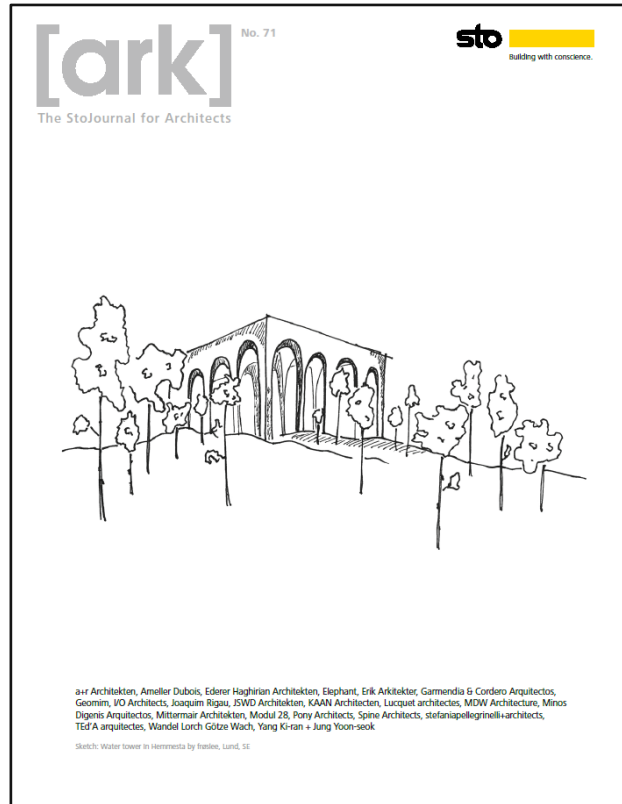 [ark]
No. 71
sto
Building with conscience.
The StoJournal for Architects
a+r Architekten, Ameller Dubois, Ederer Haghirian Architekten, Elephant, Erik Arkitekter, Garmendia & Cordero Arquitectos,
Geomim, I/O Architects, Joaquim Rigau, JSWD Architekten, KAAN Architecten, Lucquet architectes, MDW Architecture, Minos
Digenis Arquitectos, Mittermair Architekten, Modul 28, Pony Architects, Spine Architects, stefaniapellegrinelli+architects,
TEd'A arquitectes, Wandel Lorch Götze Wach, Yang Ki-ran + Jung Yoon-seok
Sketch: Water tower in Hemmesta by, Lund, SE